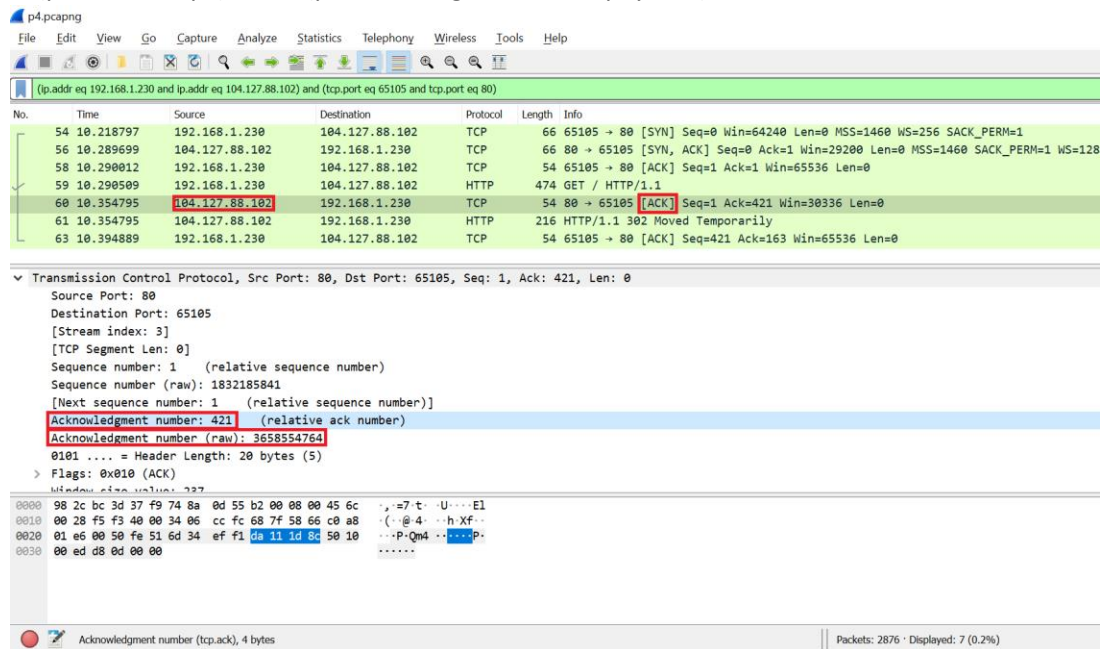 p4.pcapng
File Edit View Go Capture Analyze Statistics Telephony Wireless Tools Help
(ip.addr eq 192.168.1.230 and ip.addr eq 104.127.88.102) and (tcp.port eq 65105 and tcp.port eq 80)
No. Time Source Destination Protocol Length Info
54 10.218797 192.168.1.230 104.127.88.102 TCP 66 65105 → 80 [SYN] Seq=0 Win=64240 Len=0 MSS=1460 WS=256 SACK_PERM=1
56 10.289699 104.127.88.102 192.168.1.230 TCP 66 80 → 65105 [SYN, ACK] Seq=0 Ack=1 Win=29200 Len=0 MSS=1460 SACK_PERM=1 WS=128
58 10.290012 192.168.1.230 104.127.88.102 TCP 54 65105 → 80 [ACK] Seq=1 Ack=1 Win=65536 Len=0
59 10.290509 192.168.1.230 104.127.88.102 HTTP 474 GET / HTTP/1.1
60 10.354795 104.127.88.102 192.168.1.230 TCP 54 80 → 65105 [ACK] Seq=1 Ack=421 Win=30336 Len=0
61 10.354795 104.127.88.102 192.168.1.230 HTTP 216 HTTP/1.1 302 Moved Temporarily
63 10.394889 192.168.1.230 104.127.88.102 TCP 54 65105 → 80 [ACK] Seq=421 Ack=163 Win=65536 Len=0
Transmission Control Protocol, Src Port: 80, Dst Port: 65105, Seq: 1, Ack: 421, Len: 0
Source Port: 80
Destination Port: 65105
[Stream index: 3]
[TCP Segment Len: 0]
Sequence number: 1 (relative sequence number)
Sequence number (raw): 1832185841
[Next sequence number: 1 (relative sequence number)]
Acknowledgment number: 421 (relative ack number)
Acknowledgment number (raw): 3658554764
0101 .... = Header Length: 20 bytes (5)
Flags: 0x010 (ACK)
Window size value: 237
0000 98 2c bc 3d 37 f9 74 8a 0d 55 b2 00 08 00 45 6c ·,·=7·t· ·U····El
0010 00 28 f5 f3 40 00 34 06 cc fc 68 7f 58 66 c0 a8 ·(··@·4· ··h·Xf··
0020 01 e6 00 50 fe 51 6d 34 ef f1 da 11 1d 8c 50 10 ···P·Qm4 ······P·
0030 00 ed d8 0d 00 00 ······
Acknowledgment number (tcp.ack), 4 bytes
Packets: 2876 · Displayed: 7 (0.2%)